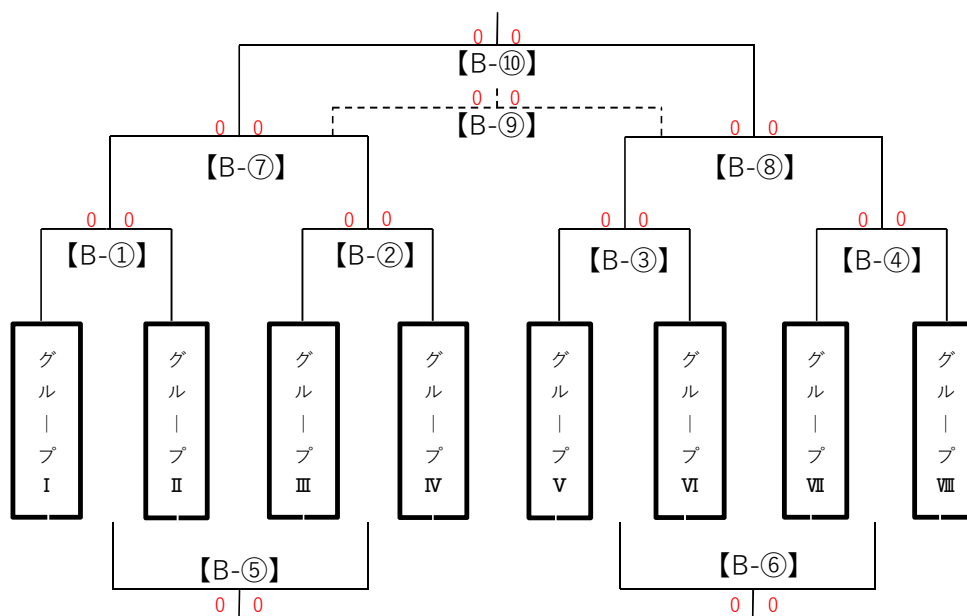 0 0
【B-⑩】
0 0
【B-⑨】
0 0
0 0
【B-⑦】
【B-⑧】
0 0
0 0
0 0
0 0
【B-①】
【B-②】
【B-③】
【B-④】
グループⅠ
グループⅡ
グループⅢ
グループⅣ
グループⅤ
グループⅥ
グループⅦ
グループⅧ
【B-⑤】
【B-⑥】
0 0
0 0